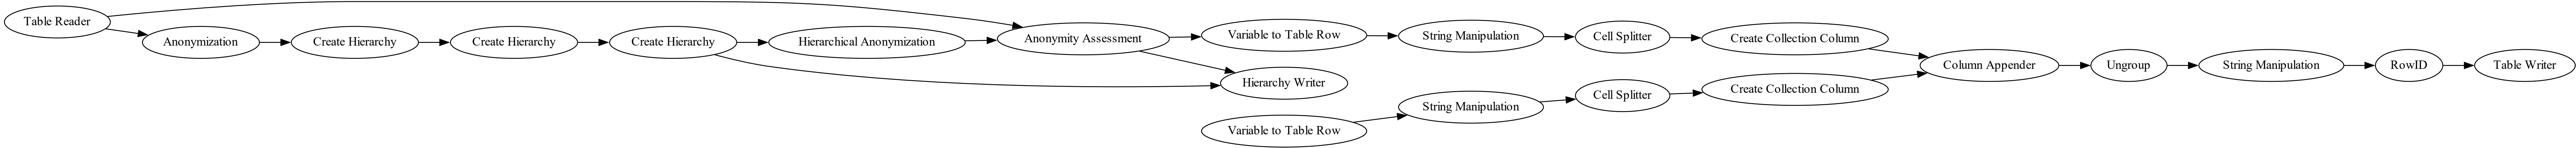 Table Reader
Anonymization
Create Hierarchy
Create Hierarchy
Create Hierarchy
Hierarchical Anonymization
Anonymity Assessment
Variable to Table Row
String Manipulation
Cell Splitter
Create Collection Column
Hierarchy Writer
Variable to Table Row
String Manipulation
Cell Splitter
Create Collection Column
Column Appender
Ungroup
String Manipulation
RowID
Table Writer